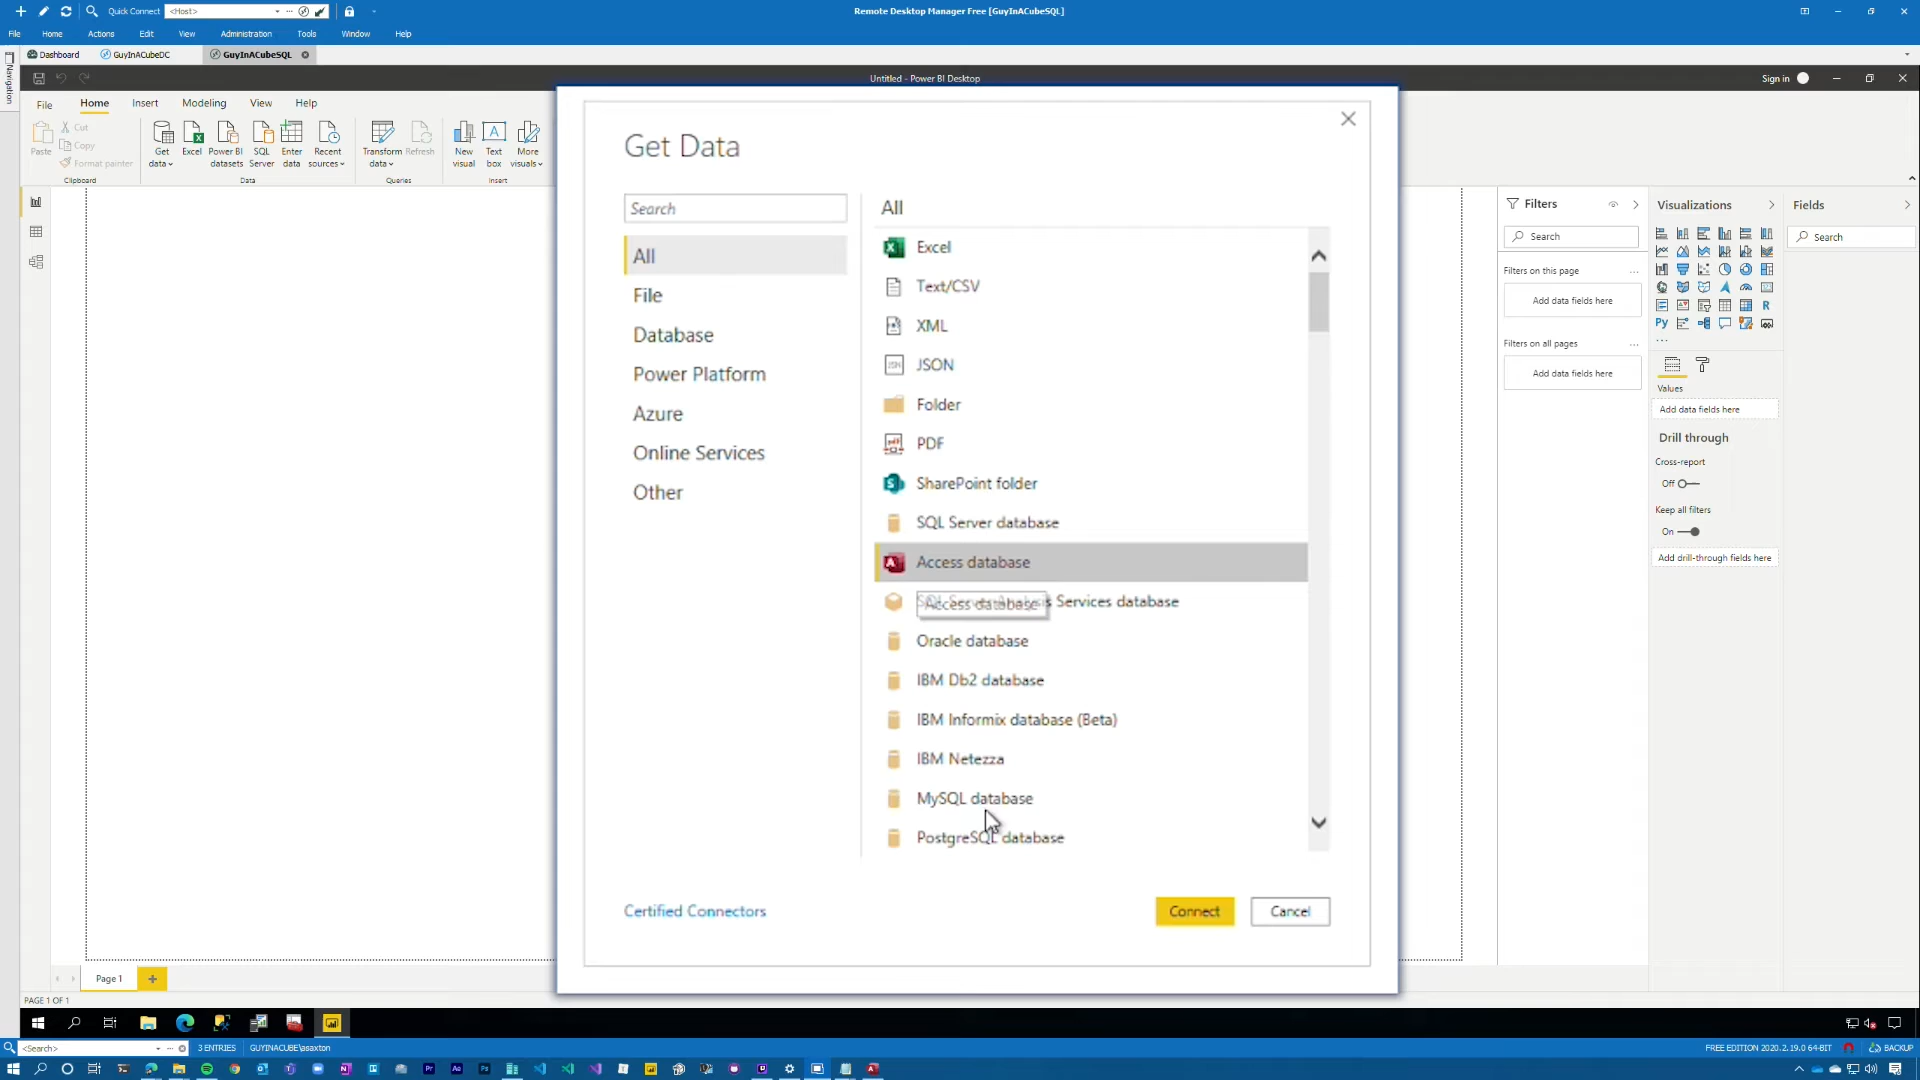 Quick Connect
<Host>
Remote Desktop Manager Free [GuyInACubeSQL]
File Home Actions Edit View Administration Tools Window Help
Navigation
Dashboard GuyInACubeDC GuyInACubeSQL
Untitled - Power BI Desktop
Sign in
File Home Insert Modeling View Help
Paste
Cut
Copy
Format painter
Clipboard
Get data
Excel
Power BI datasets
SQL Server
Enter data
Recent sources
Data
Transform data
Refresh
Queries
New visual
Text box
More visuals
Insert
Get Data
Search
All
File
Database
Power Platform
Azure
Online Services
Other
All
Excel
Text/CSV
XML
JSON
Folder
PDF
SharePoint folder
SQL Server database
Access database
Access database
Services database
Oracle database
IBM Db2 database
IBM Informix database (Beta)
IBM Netezza
MySQL database
PostgreSQL database
Certified Connectors
Connect
Cancel
Filters
Search
Filters on this page
Add data fields here
Filters on all pages
Add data fields here
Visualizations
R
Py
Values
Add data fields here
Drill through
Cross-report
Off
Keep all filters
On
Add drill-through fields here
Fields
Search
Page 1
PAGE 1 OF 1
<Search>
3 ENTRIES
GUYINACUBE\asaxton
FREE EDITION 2020.2.19.0 64-BIT
BACKUP